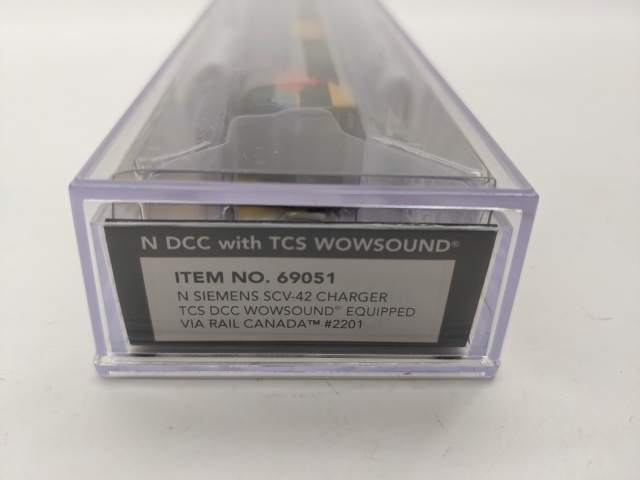 N DCC with TCS WOWSOUND®
ITEM NO. 69051
N SIEMENS SCV-42 CHARGER
TCS DCC WOWSOUND® EQUIPPED
VIA RAIL CANADA™ #2201